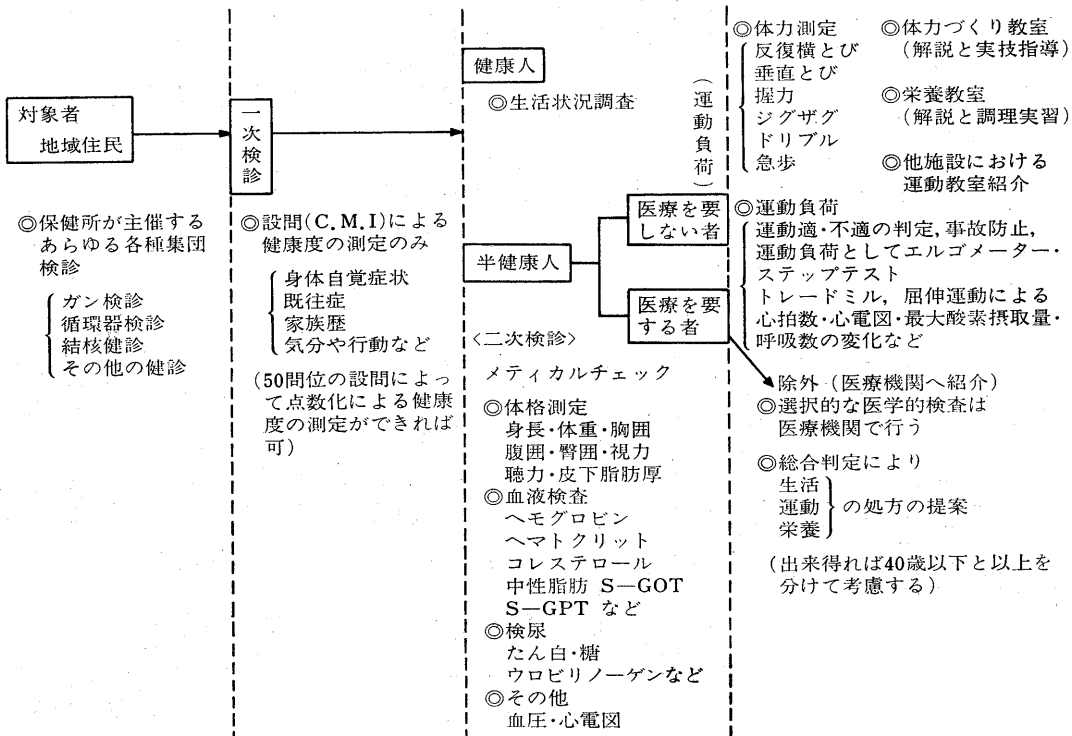 対象者
地域住民
◎保健所が主催する
あらゆる各種集団
検診
ガン検診
循環器検診
結核健診
その他の健診
一次検診
◎設問(C.M.I)による
健康度の測定のみ
身体自覚症状
既往症
家族歴
気分や行動など
(50問位の設問によっ
て点数化による健康
度の測定ができれば
可)
健康人
◎生活状況調査
半健康人
医療を要
しない者
医療を要
する者
<二次検診>
メティカルチェック
◎体格測定
身長・体重・胸囲
腹囲・臀囲・視力
聴力・皮下脂肪厚
◎血液検査
ヘモグロビン
ヘマトクリット
コレステロール
中性脂肪 S—GOT
S—GPT など
◎検尿
たん白・糖
ウロビリノーゲンなど
◎その他
血圧・心電図
(運動負荷)
◎体力測定
反復横とび
垂直とび
握力
ジグザグ
ドリブル
急歩
◎体力づくり教室
(解説と実技指導)
◎栄養教室
(解説と調理実習)
◎他施設における
運動教室紹介
◎運動負荷
運動適・不適の判定,事故防止,
運動負荷としてエルゴメーター・
ステップテスト
トレードミル,屈伸運動による
心拍数・心電図・最大酸素摂取量・
呼吸数の変化など
除外(医療機関へ紹介)
◎選択的な医学的検査は
医療機関で行う
◎総合判定により
生活
運動 の処方の提案
栄養
(出来得れば40歳以下と以上を
分けて考慮する)